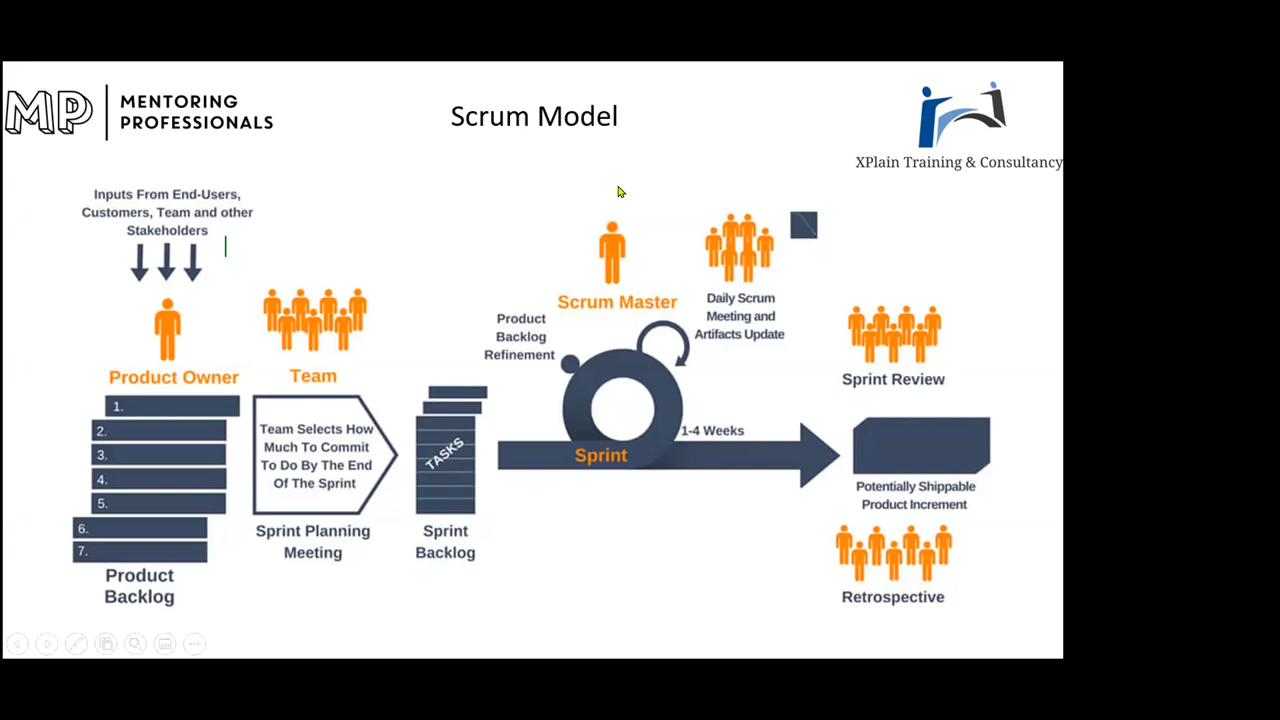 MP
MENTORING
PROFESSIONALS
Scrum Model
XPlain Training & Consultancy
Inputs From End-Users,
Customers, Team and other
Stakeholders
Product Owner
Team
1.
2.
3.
4.
5.
6.
7.
Product
Backlog
Team Selects How
Much To Commit
To Do By The End
Of The Sprint
Sprint Planning
Meeting
TASKS
Sprint
Backlog
Scrum Master
Product
Backlog
Refinement
Daily Scrum
Meeting and
Artifacts Update
1-4 Weeks
Sprint
Sprint Review
Potentially Shippable
Product Increment
Retrospective